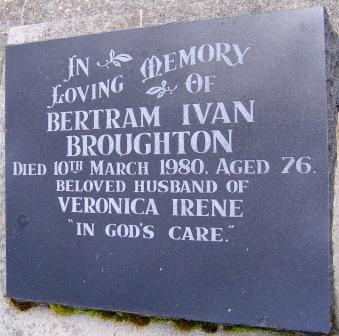 In
Loving Memory
Of
Bertram Ivan
Broughton
Died 10th March 1980, Aged 76.
Beloved Husband of
Veronica Irene
"In God's Care."